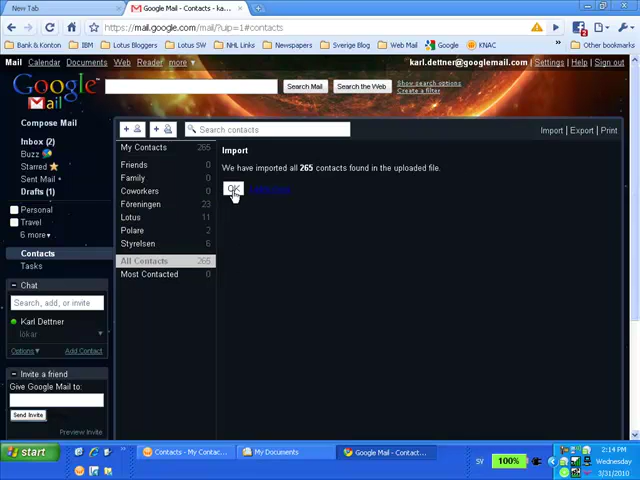 New Tab
Google Mail - Contacts - ka...
https://mail.google.com/mail/?uip=1#contacts
Bank & Konton
IBM
Lotus Bloggers
Lotus SW
NHL Links
Newspapers
Sverige Blog
Web Mail
Google
KNAC
Other bookmarks
Mail Calendar Documents Web Reader more ▾
karl.dettner@googlemail.com | Settings | Help | Sign out
Google Mail
Search Mail
Search the Web
Show search options
Create a filter
Compose Mail
Inbox (2)
Buzz
Starred
Sent Mail
Drafts (1)
Personal
Travel
6 more ▾
Contacts
Tasks
Chat
Search, add, or invite
Karl Dettner
lökar
Options ▾
Add Contact
Invite a friend
Give Google Mail to:
Send Invite
Preview Invite
Search contacts
Import | Export | Print
My Contacts 265
Friends 0
Family 0
Coworkers 0
Föreningen 23
Lotus 11
Polare 2
Styrelsen 6
All Contacts 265
Most Contacted 0
Import
We have imported all 265 contacts found in the uploaded file.
OK
start
Contacts - My Contac...
My Documents
Google Mail - Contact...
SV
100%
2:14 PM
Wednesday
3/31/2010